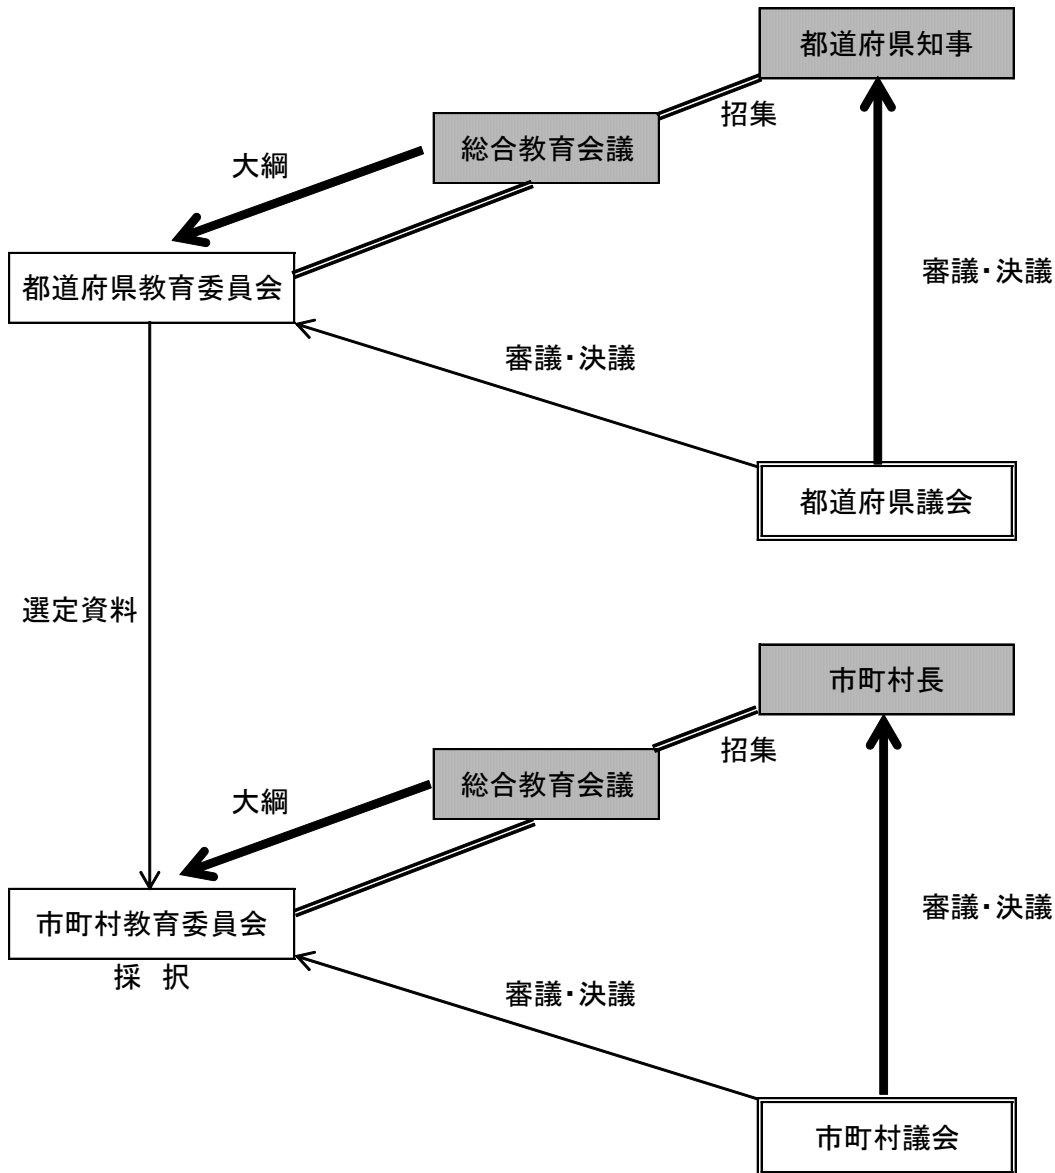 都道府県知事
招集
総合教育会議
大綱
都道府県教育委員会
審議・決議
審議・決議
都道府県議会
選定資料
市町村長
招集
総合教育会議
大綱
市町村教育委員会
採 択
審議・決議
審議・決議
市町村議会